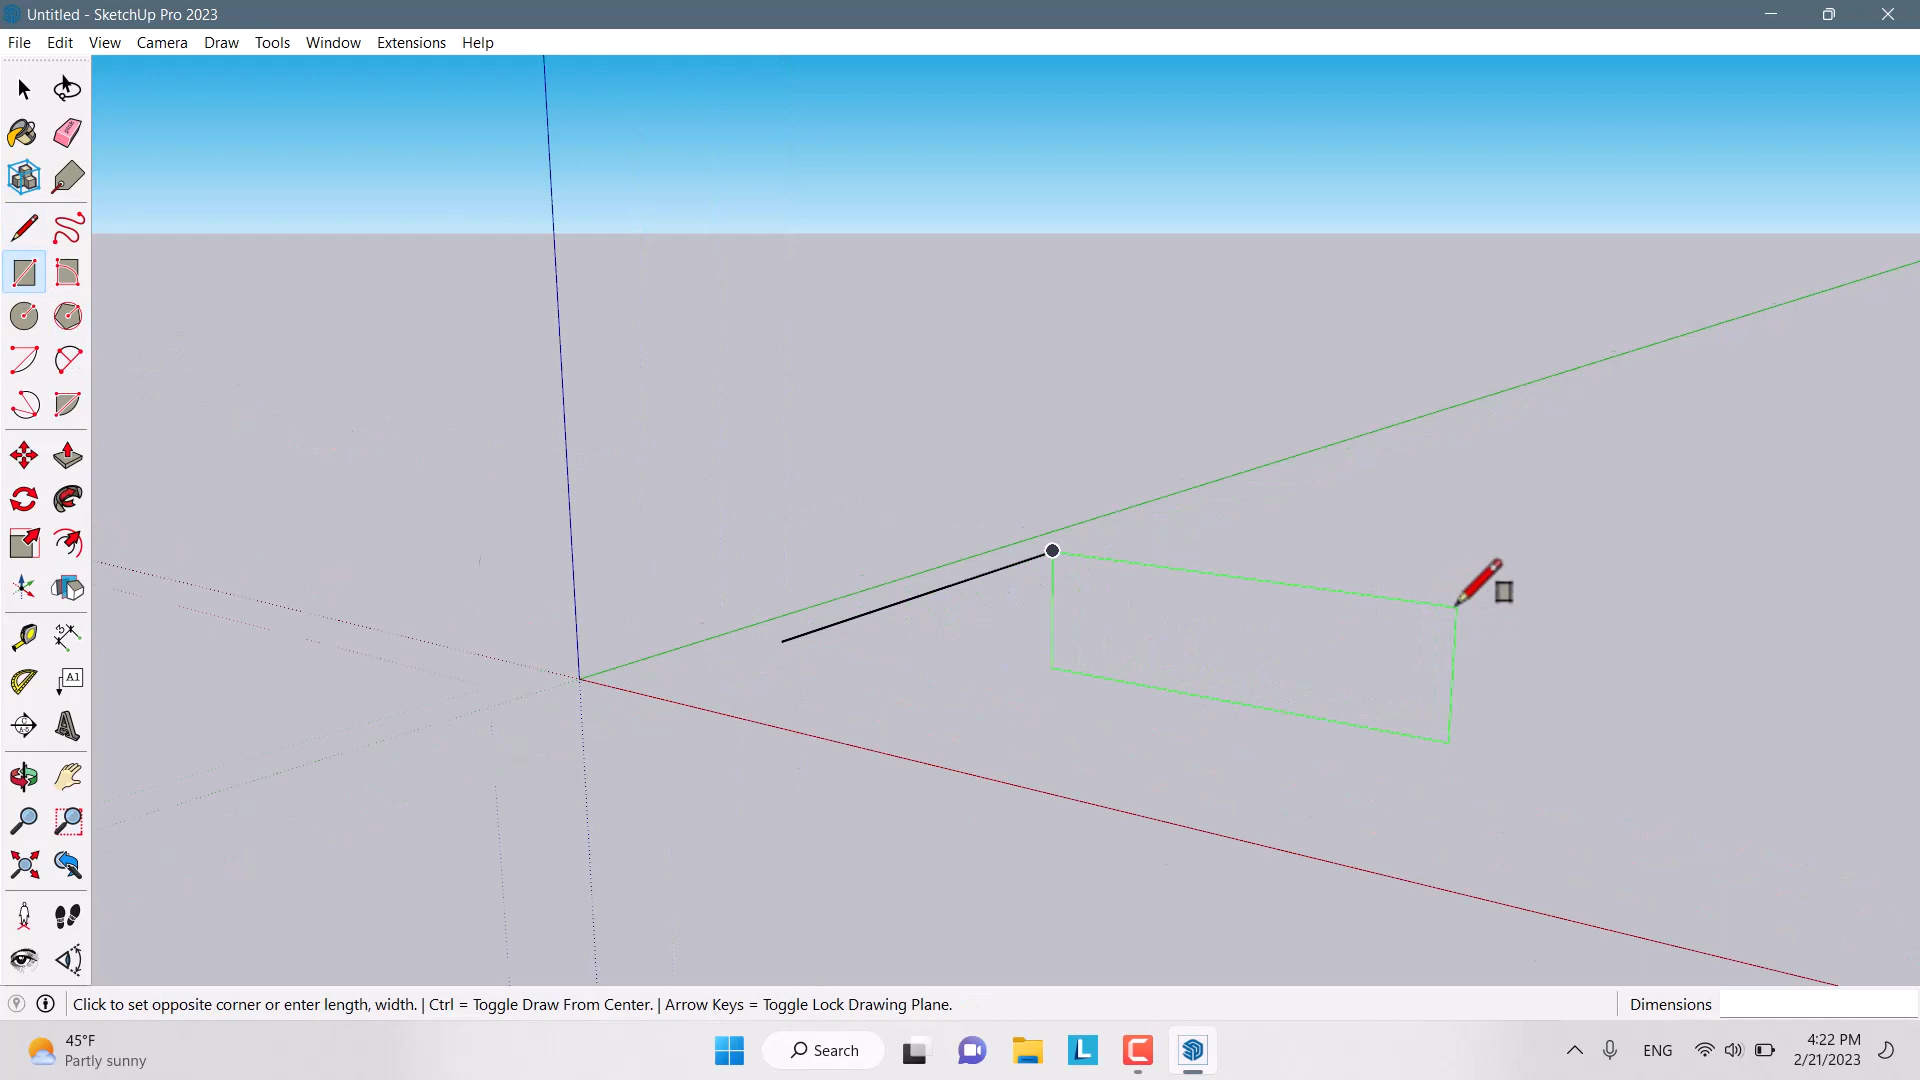 Untitled - SketchUp Pro 2023
File Edit View Camera Draw Tools Window Extensions Help
A1
Click to set opposite corner or enter length, width. | Ctrl = Toggle Draw From Center. | Arrow Keys = Toggle Lock Drawing Plane.
Dimensions
45°F
Partly sunny
Search
L
C
ENG
4:22 PM
2/21/2023